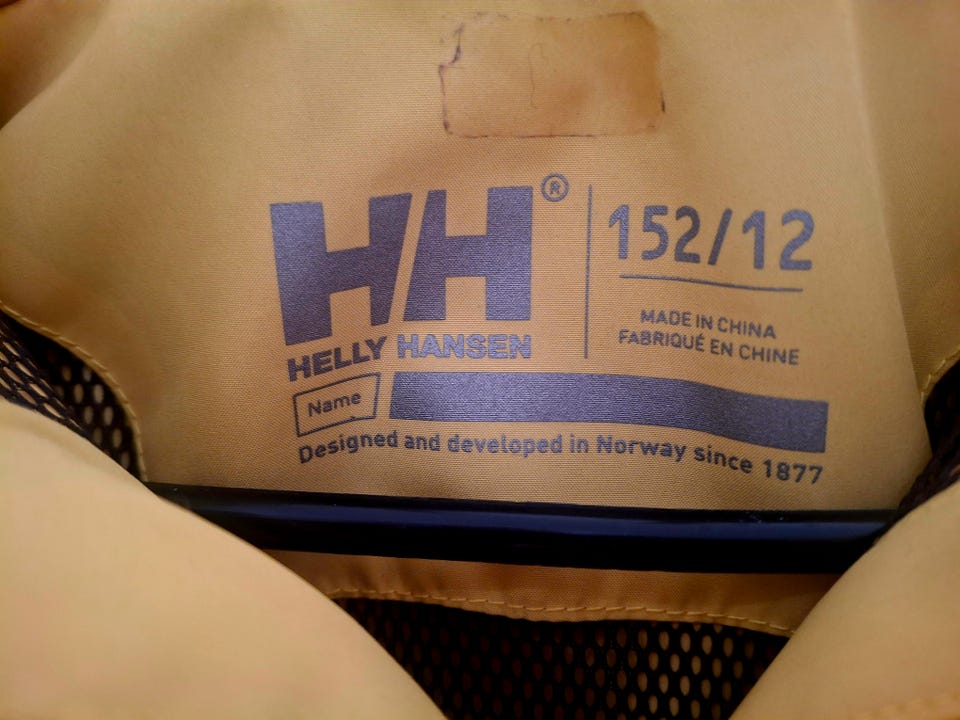 HH®
HELLY HANSEN
152/12
MADE IN CHINA
FABRIQUÉ EN CHINE
Name
Designed and developed in Norway since 1877